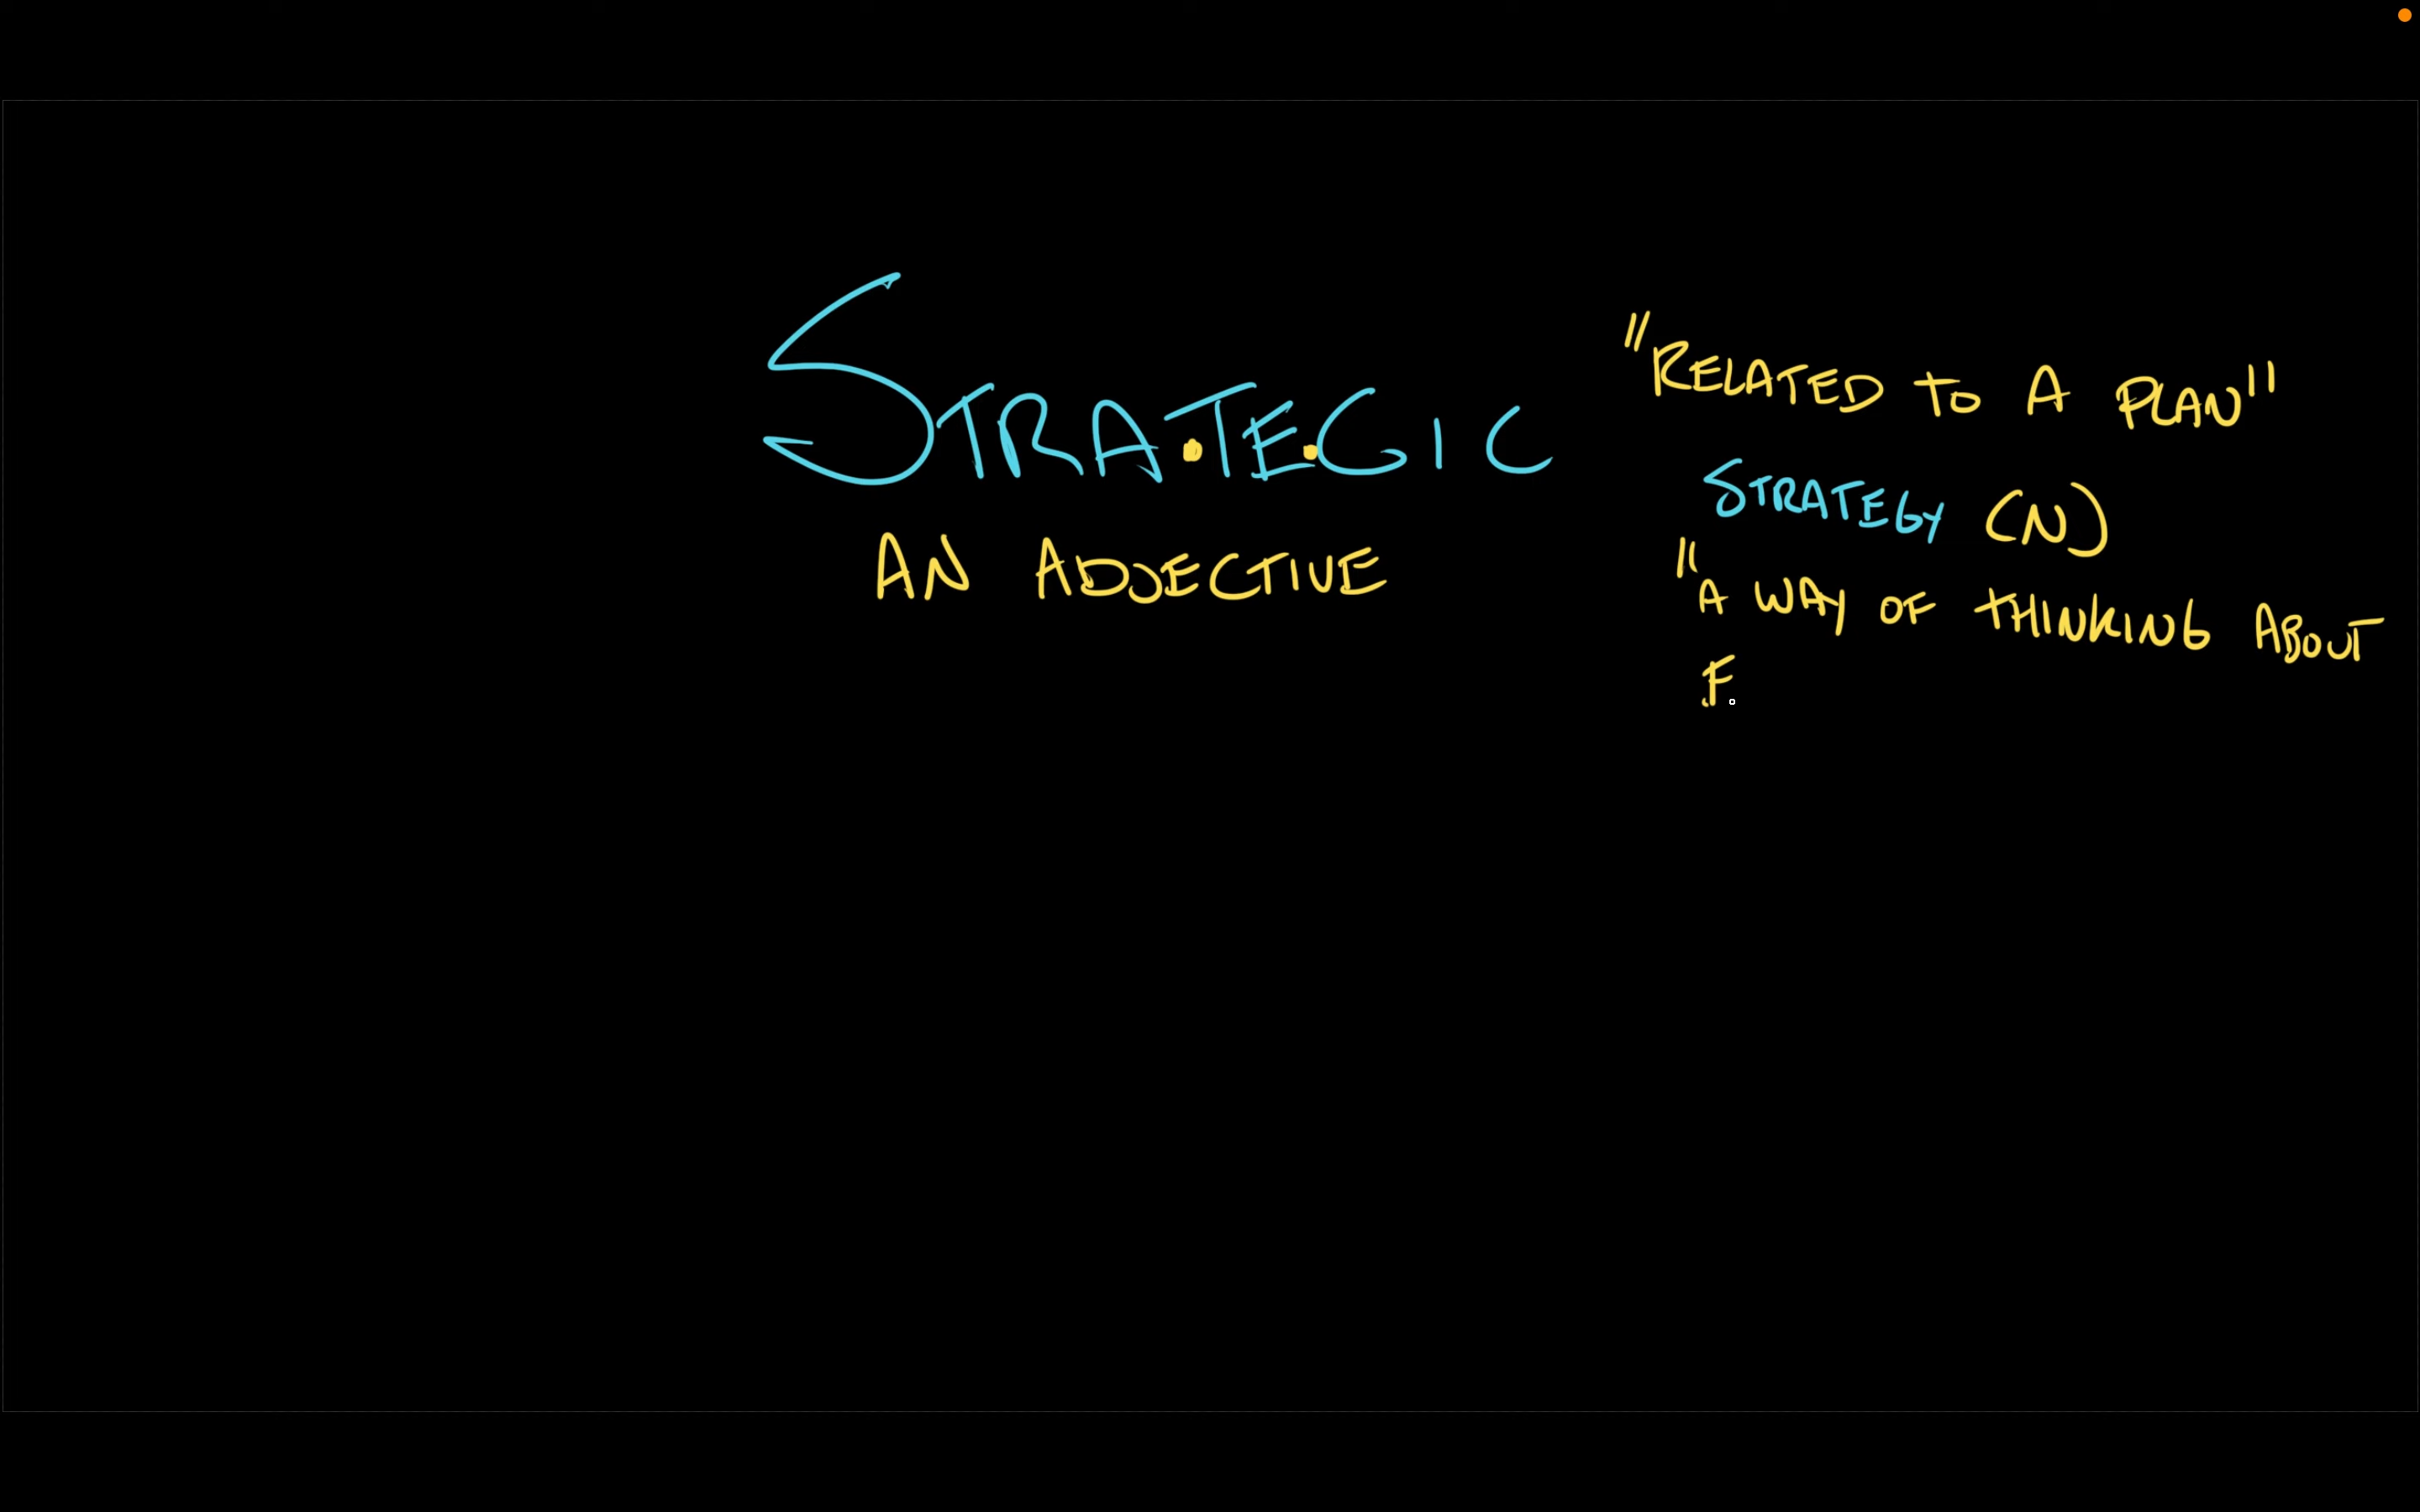 STRA·TE·GIC
AN ADJECTIVE
"RELATED TO A PLAN"
STRATEGY (N)
"A WAY OF THINKING ABOUT
F